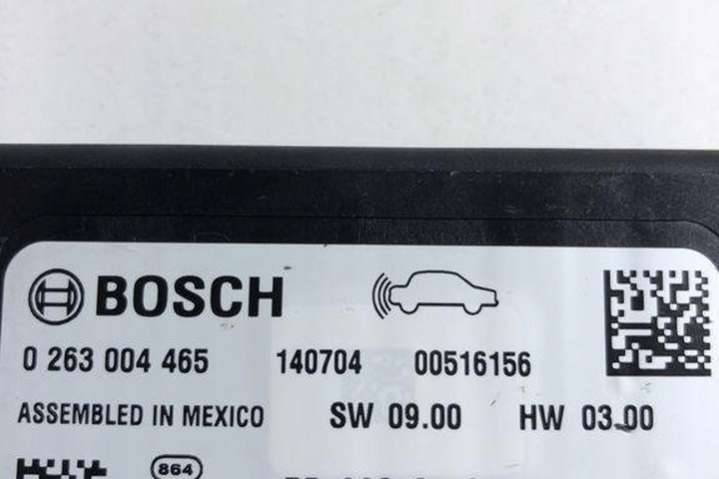 BOSCH
0 263 004 465 140704 00516156
ASSEMBLED IN MEXICO SW 09.00 HW 03.00
864